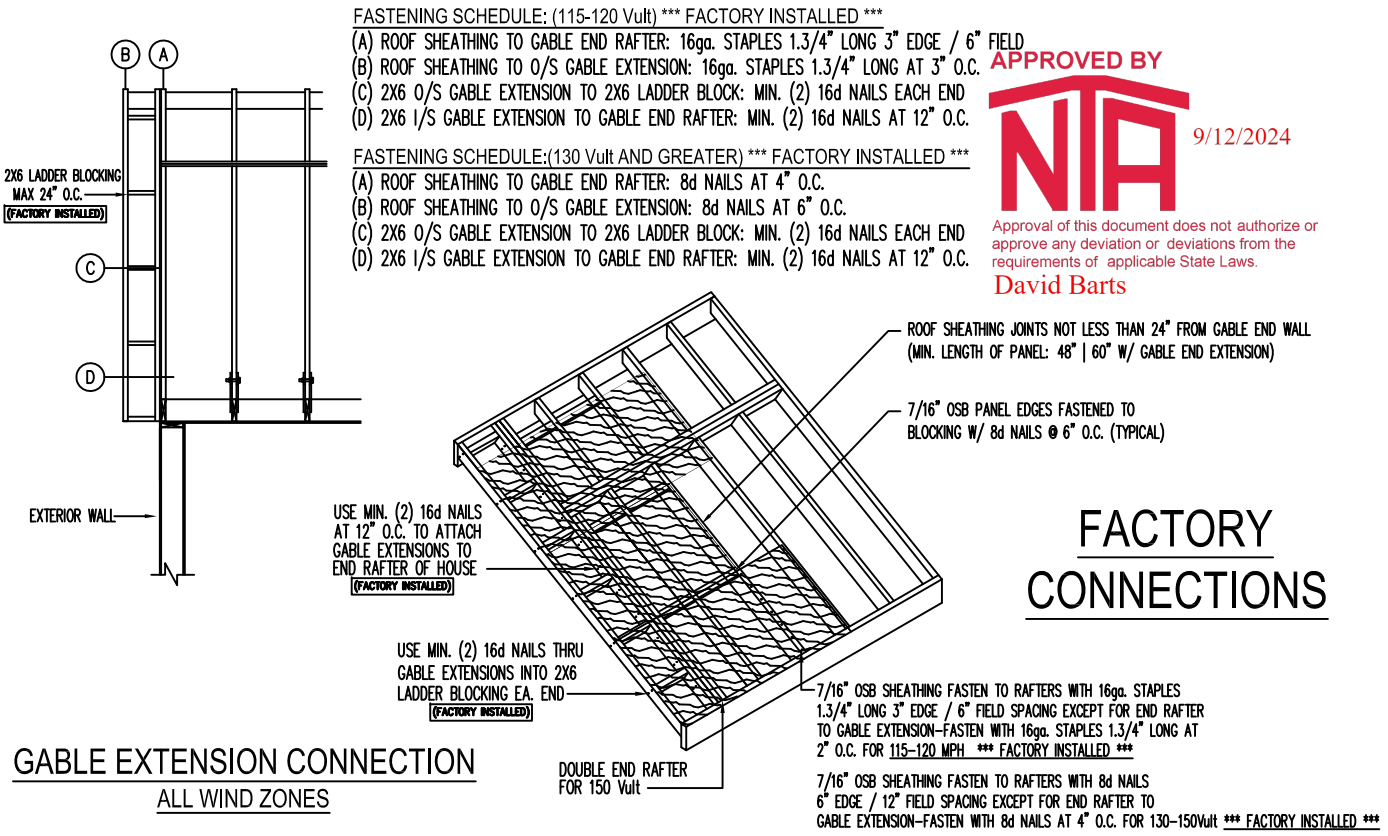 FASTENING SCHEDULE: (115-120 Vult) *** FACTORY INSTALLED ***
(A) ROOF SHEATHING TO GABLE END RAFTER: 16ga. STAPLES 1.3/4" LONG 3" EDGE / 6" FIELD
(B) ROOF SHEATHING TO O/S GABLE EXTENSION: 16ga. STAPLES 1.3/4" LONG AT 3" O.C.
(C) 2X6 O/S GABLE EXTENSION TO 2X6 LADDER BLOCK: MIN. (2) 16d NAILS EACH END
(D) 2X6 I/S GABLE EXTENSION TO GABLE END RAFTER: MIN. (2) 16d NAILS AT 12" O.C.
FASTENING SCHEDULE:(130 Vult AND GREATER) *** FACTORY INSTALLED ***
(A) ROOF SHEATHING TO GABLE END RAFTER: 8d NAILS AT 4" O.C.
(B) ROOF SHEATHING TO O/S GABLE EXTENSION: 8d NAILS AT 6" O.C.
(C) 2X6 O/S GABLE EXTENSION TO 2X6 LADDER BLOCK: MIN. (2) 16d NAILS EACH END
(D) 2X6 I/S GABLE EXTENSION TO GABLE END RAFTER: MIN. (2) 16d NAILS AT 12" O.C.
APPROVED BY
NTA
9/12/2024
Approval of this document does not authorize or
approve any deviation or deviations from the
requirements of applicable State Laws.
David Barts
B
A
2X6 LADDER BLOCKING
MAX 24" O.C.
(FACTORY INSTALLED)
C
D
EXTERIOR WALL
ROOF SHEATHING JOINTS NOT LESS THAN 24" FROM GABLE END WALL
(MIN. LENGTH OF PANEL: 48" | 60" W/ GABLE END EXTENSION)
7/16" OSB PANEL EDGES FASTENED TO
BLOCKING W/ 8d NAILS @ 6" O.C. (TYPICAL)
USE MIN. (2) 16d NAILS
AT 12" O.C. TO ATTACH
GABLE EXTENSIONS TO
END RAFTER OF HOUSE
(FACTORY INSTALLED)
USE MIN. (2) 16d NAILS THRU
GABLE EXTENSIONS INTO 2X6
LADDER BLOCKING EA. END
(FACTORY INSTALLED)
FACTORY
CONNECTIONS
DOUBLE END RAFTER
FOR 150 Vult
7/16" OSB SHEATHING FASTEN TO RAFTERS WITH 16ga. STAPLES
1.3/4" LONG 3" EDGE / 6" FIELD SPACING EXCEPT FOR END RAFTER
TO GABLE EXTENSION-FASTEN WITH 16ga. STAPLES 1.3/4" LONG AT
2" O.C. FOR 115-120 MPH *** FACTORY INSTALLED ***
7/16" OSB SHEATHING FASTEN TO RAFTERS WITH 8d NAILS
6" EDGE / 12" FIELD SPACING EXCEPT FOR END RAFTER TO
GABLE EXTENSION-FASTEN WITH 8d NAILS AT 4" O.C. FOR 130-150Vult *** FACTORY INSTALLED ***
GABLE EXTENSION CONNECTION
ALL WIND ZONES